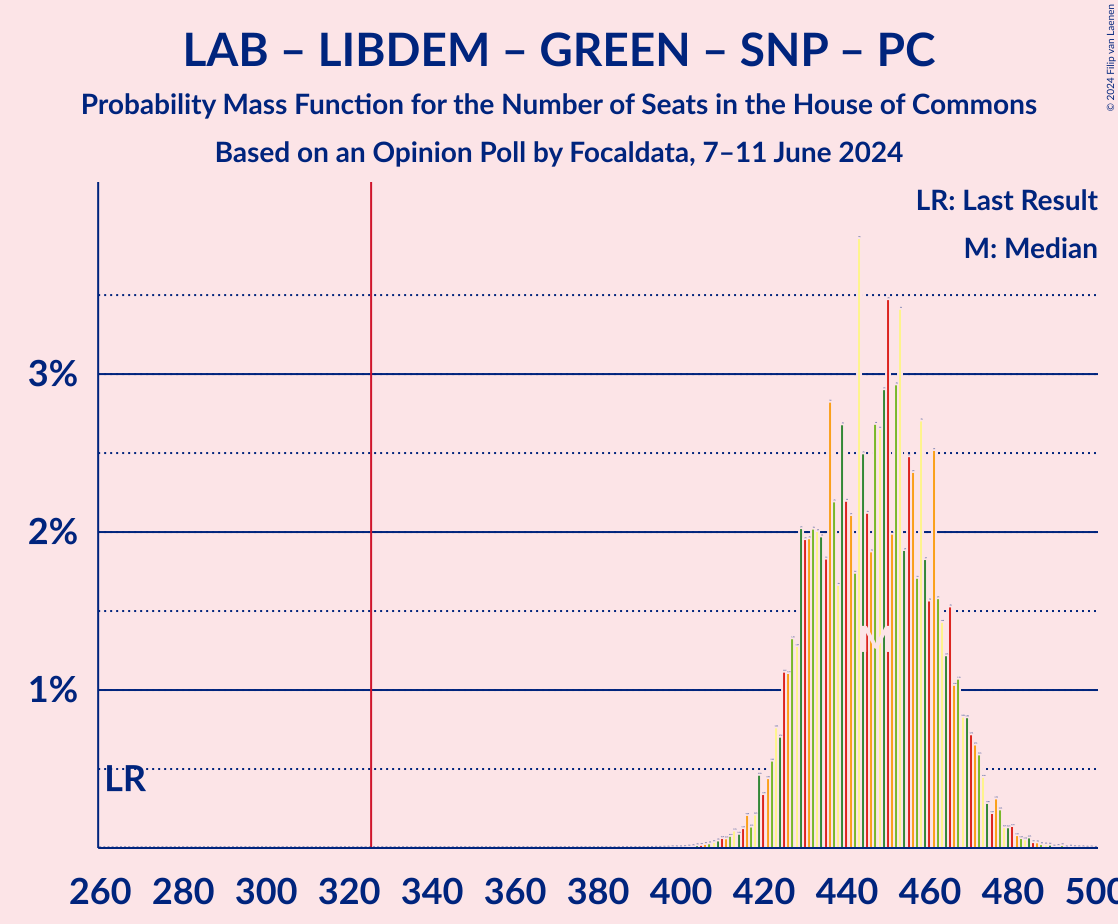 LAB – LIBDEM – GREEN – SNP – PC
Probability Mass Function for the Number of Seats in the House of Commons
Based on an Opinion Poll by Focaldata, 7–11 June 2024
© 2024 Filip van Laenen
LR: Last Result
M: Median
3%
2%
1%
LR
M
260 280 300 320 340 360 380 400 420 440 460 480 500